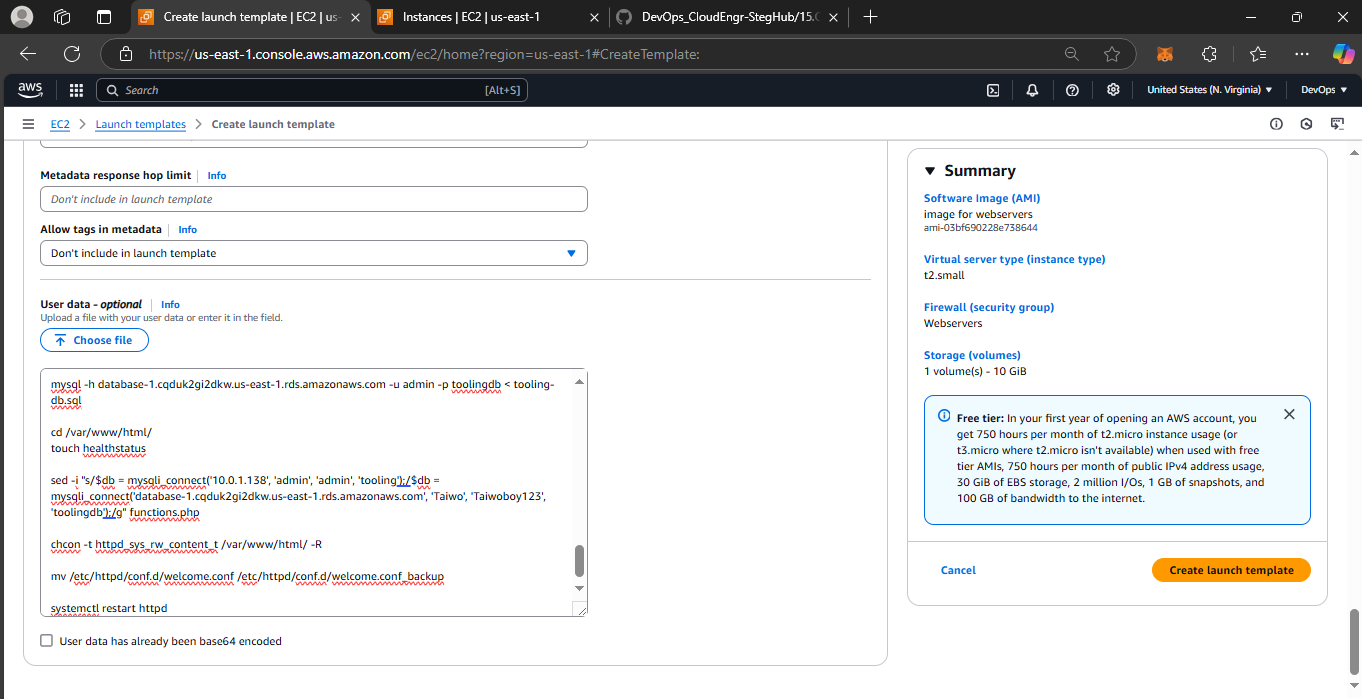 Create launch template | EC2 | us-
Instances | EC2 | us-east-1
DevOps_CloudEngr-StegHub/15.
https://us-east-1.console.aws.amazon.com/ec2/home?region=us-east-1#CreateTemplate:
aws
Search
[Alt+S]
United States (N. Virginia)
DevOps
EC2 > Launch templates > Create launch template
Metadata response hop limit
Info
Don't include in launch template
Allow tags in metadata
Info
Don't include in launch template
User data - optional
Info
Upload a file with your user data or enter it in the field.
Choose file
mysql -h database-1.cqduk2gi2dkw.us-east-1.rds.amazonaws.com -u admin -p toolingdb < tooling-
db.sql
cd /var/www/html/
touch healthstatus
sed -i "s/$db = mysqli_connect('10.0.1.138', 'admin', 'admin', 'tooling');/$db =
mysqli_connect('database-1.cqduk2gi2dkw.us-east-1.rds.amazonaws.com', 'Taiwo', 'Taiwoboy123',
'toolingdb');/g" functions.php
chcon -t httpd_sys_rw_content_t /var/www/html/ -R
mv /etc/httpd/conf.d/welcome.conf /etc/httpd/conf.d/welcome.conf_backup
systemctl restart httpd
User data has already been base64 encoded
Summary
Software Image (AMI)
image for webservers
ami-03bf690228e738644
Virtual server type (instance type)
t2.small
Firewall (security group)
Webservers
Storage (volumes)
1 volume(s) - 10 GiB
Free tier: In your first year of opening an AWS account, you
get 750 hours per month of t2.micro instance usage (or
t3.micro where t2.micro isn't available) when used with free
tier AMIs, 750 hours per month of public IPv4 address usage,
30 GiB of EBS storage, 2 million I/Os, 1 GB of snapshots, and
100 GB of bandwidth to the internet.
Cancel
Create launch template